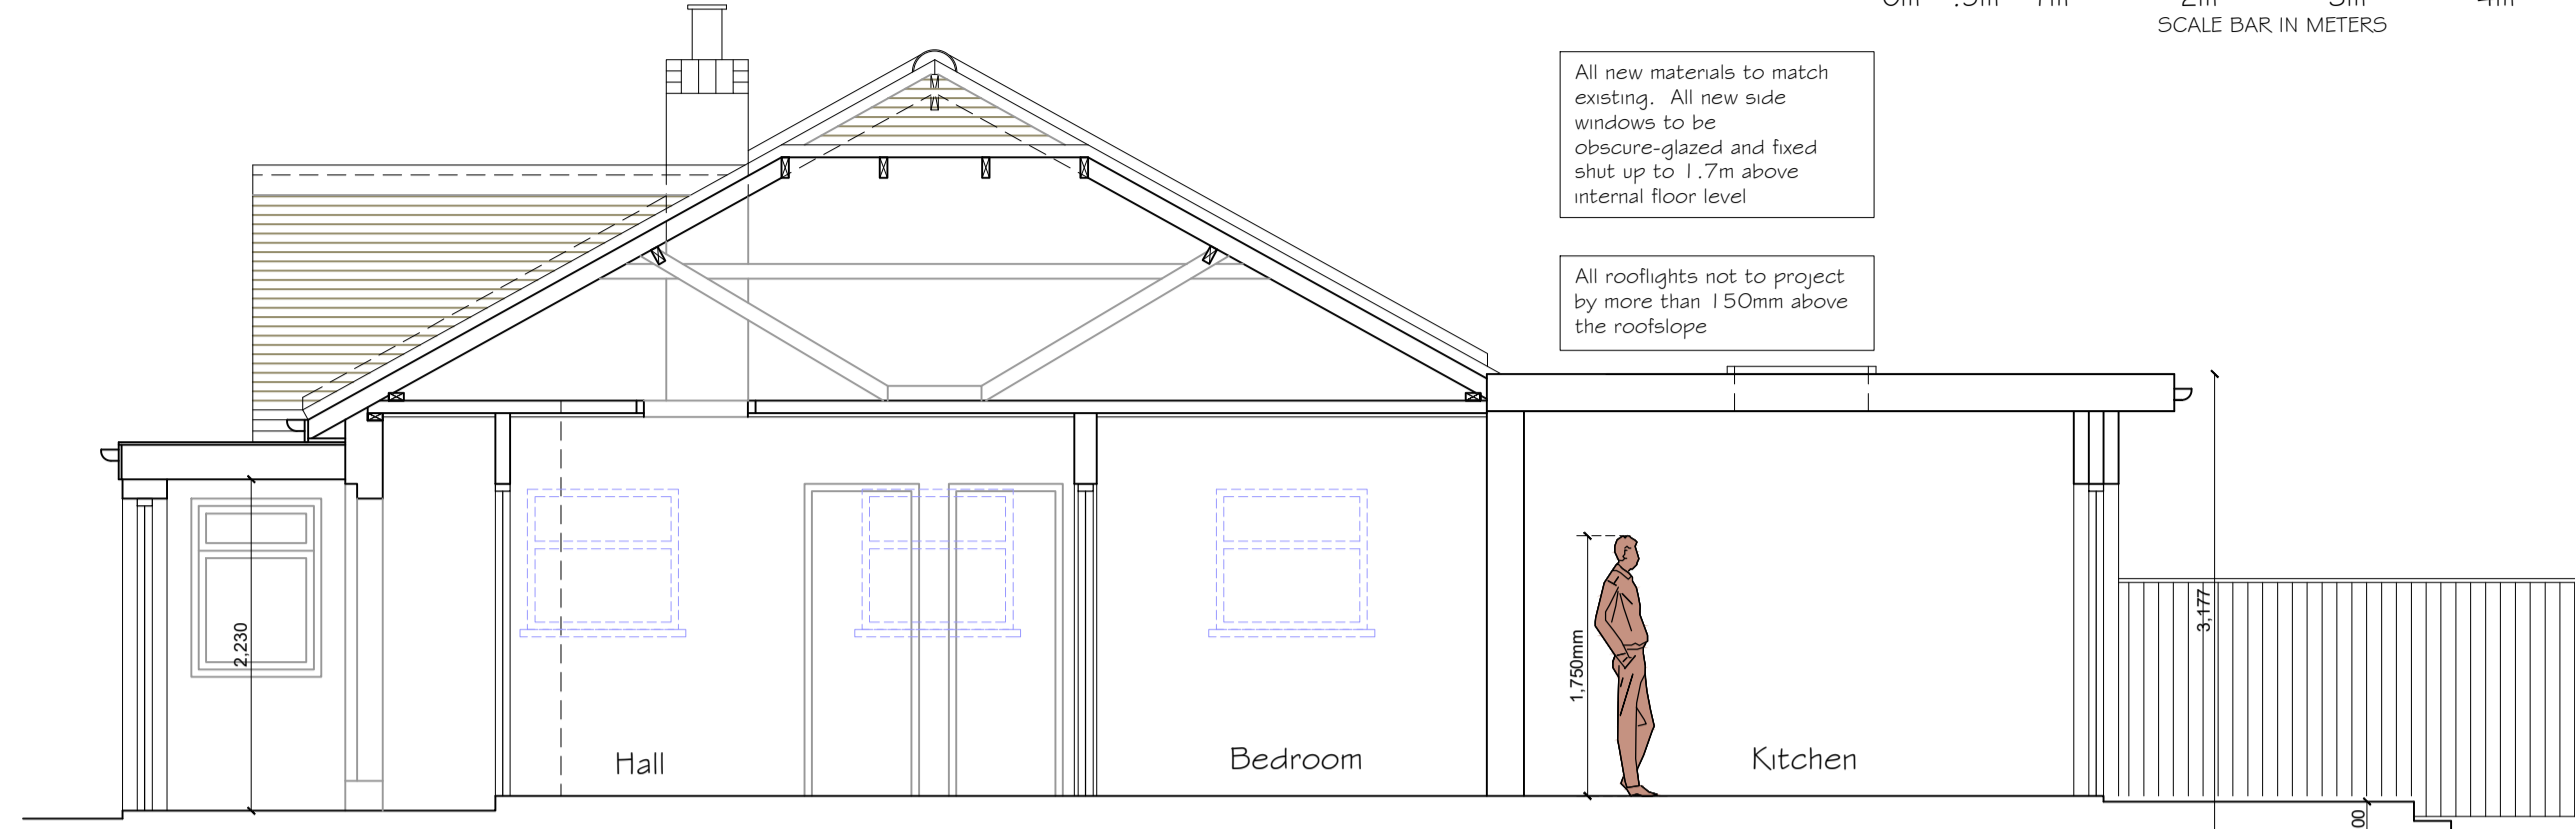 SCALE BAR IN METERS
All new materials to match
existing. All new side
windows to be
obscure-glazed and fixed
shut up to 1.7m above
internal floor level
All rooflights not to project
by more than 150mm above
the roofslope
2,230
1,750mm
3,177
Hall
Bedroom
Kitchen